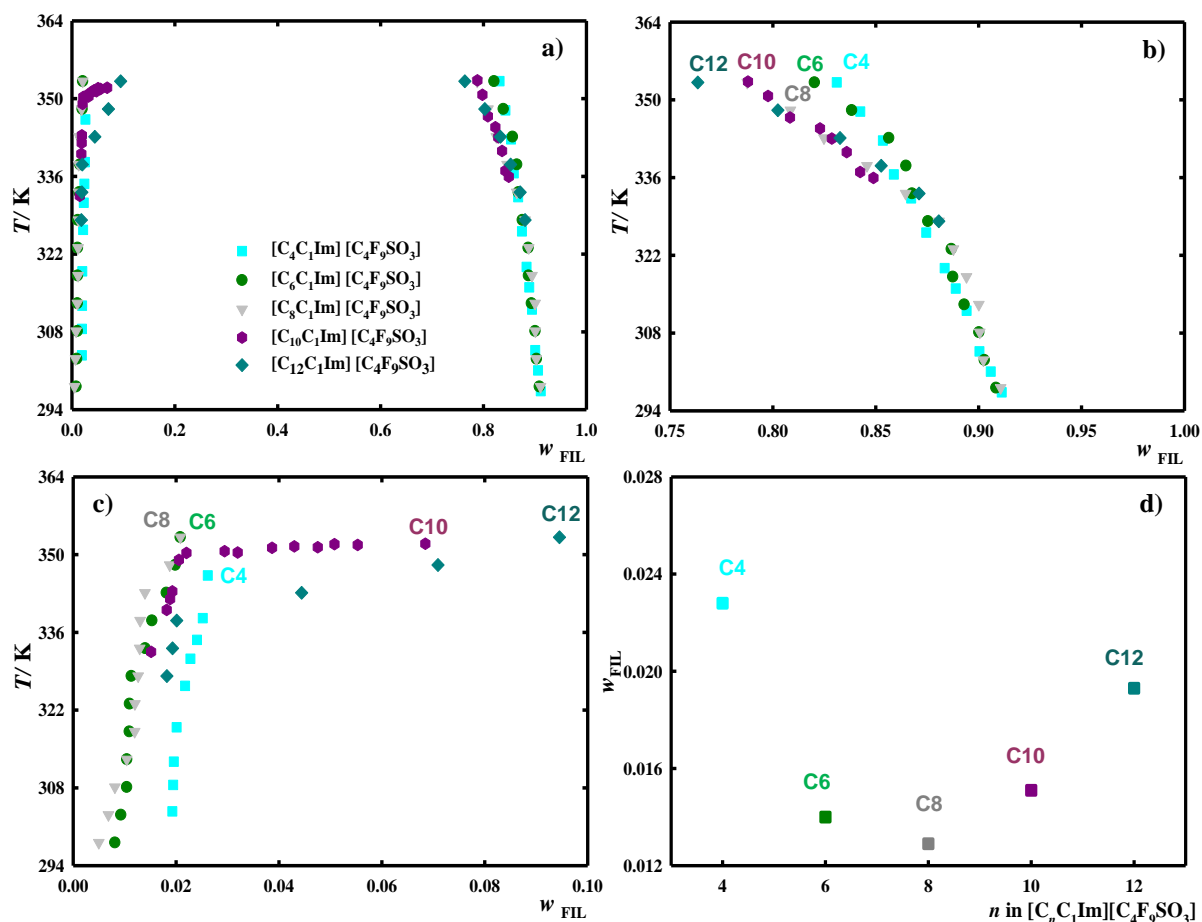 a)
364
350
336
322
308
294
T/ K
0.0 0.2 0.4 0.6 0.8 1.0
w FIL
[C4C1Im] [C4F9SO3]
[C6C1Im] [C4F9SO3]
[C8C1Im] [C4F9SO3]
[C10C1Im] [C4F9SO3]
[C12C1Im] [C4F9SO3]
b)
364
350
336
322
308
294
T/ K
C12 C10 C6 C4
C8
0.75 0.80 0.85 0.90 0.95 1.00
w FIL
c)
364
350
336
322
308
294
T/ K
C8 C6 C10 C12
C4
0.00 0.02 0.04 0.06 0.08 0.10
w FIL
d)
0.028
0.024
0.020
0.016
0.012
wFIL
C4
C12
C10
C6
C8
4 6 8 10 12
n in [CnC1Im][C4F9SO3]